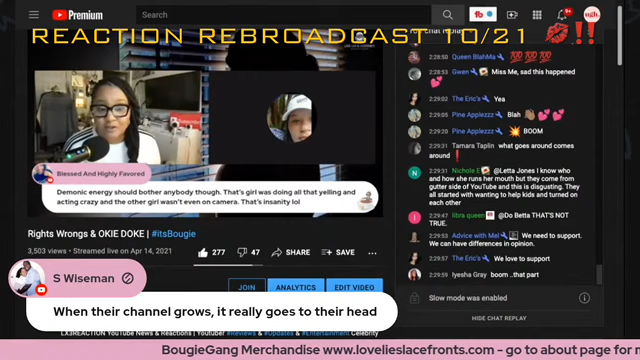 Premium
Search
9+
ugh.
REACTION REBROADCAST 10/21 💋!!
Queen BlahMa 💯💯💯
2:28:50
2:28:53 Gwen Miss, Me, sad this happened
💕
2:29:02 The Eric's Yea
2:29:05 Pine Applezzz Blah 👏🏽 💕💕
2:29:20 Pine Applezzz 💥 BOOM
2:29:31 Tamara Taplin what goes around comes
around❗
2:29:31 Nichole E @Letta Jones I know who
and how she runs her mouth but they come from
gutter side of YouTube and this is disgusting. They
all started with wanting to help kids and turned on
each other
2:29:47 libra queen @Do Betta THAT'S NOT
TRUE.
2:29:53 Advice with Mel We need to support.
We can have differences in opinion.
2:29:57 The Eric's We love to support
2:29:59 Iyesha Gray boom ..that part
Slow mode was enabled
HIDE CHAT REPLAY
Blessed And Highly Favored
Demonic energy should bother anybody though. That's girl was doing all that yelling and
acting crazy and the other girl wasn't even on camera. That's insanity lol
Rights Wrongs & OKIE DOKE | #itsBougie
3,503 views • Streamed live on Apr 14, 2021
277
47
SHARE
SAVE
JOIN
ANALYTICS
EDIT VIDEO
S Wiseman
When their channel grows, it really goes to their head
LX3REACTION YouTube News & Reactions | Youtuber #Reviews & #Updates & #Entertainment Celebrity
BougieGang Merchandise www.lovelieslacefronts.com - go to about page for m